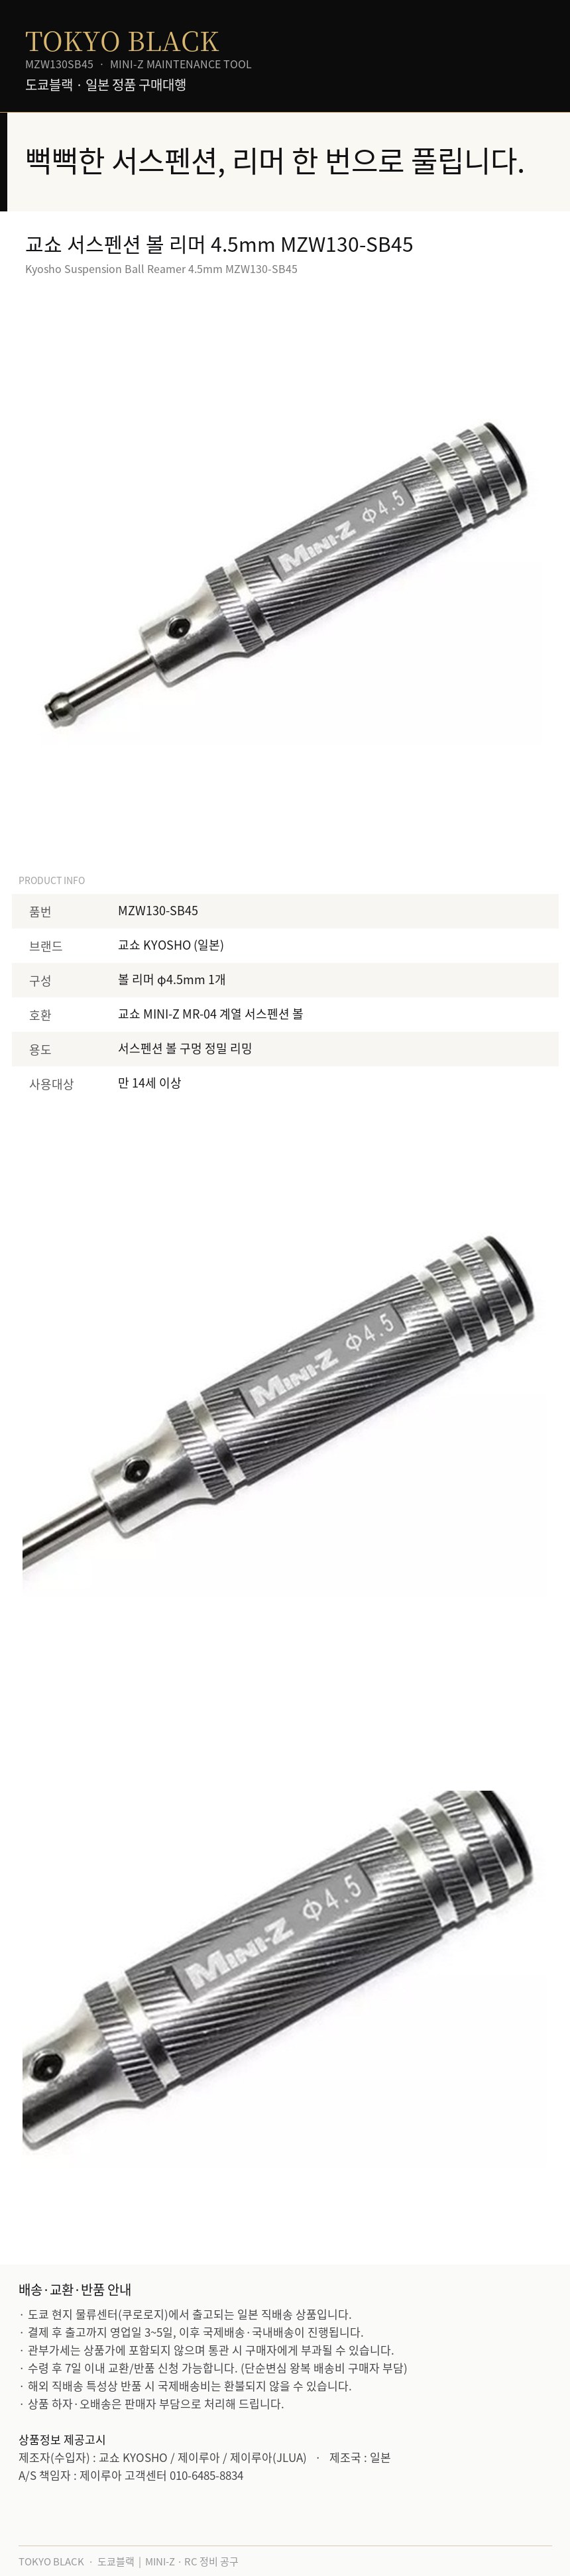 TOKYO BLACK
MZW130SB45 · MINI-Z MAINTENANCE TOOL
도쿄블랙 · 일본 정품 구매대행
뻑뻑한 서스펜션, 리머 한 번으로 풀립니다.
교쇼 서스펜션 볼 리머 4.5mm MZW130-SB45
Kyosho Suspension Ball Reamer 4.5mm MZW130-SB45
MINI-Z Φ4.5
PRODUCT INFO
품번 MZW130-SB45
브랜드 교쇼 KYOSHO (일본)
구성 볼 리머 φ4.5mm 1개
호환 교쇼 MINI-Z MR-04 계열 서스펜션 볼
용도 서스펜션 볼 구멍 정밀 리밍
사용대상 만 14세 이상
MINI-Z Φ4.5
MINI-Z Φ4.5
배송·교환·반품 안내
· 도쿄 현지 물류센터(쿠로로지)에서 출고되는 일본 직배송 상품입니다.
· 결제 후 출고까지 영업일 3~5일, 이후 국제배송·국내배송이 진행됩니다.
· 관부가세는 상품가에 포함되지 않으며 통관 시 구매자에게 부과될 수 있습니다.
· 수령 후 7일 이내 교환/반품 신청 가능합니다. (단순변심 왕복 배송비 구매자 부담)
· 해외 직배송 특성상 반품 시 국제배송비는 환불되지 않을 수 있습니다.
· 상품 하자·오배송은 판매자 부담으로 처리해 드립니다.
상품정보 제공고시
제조자(수입자) : 교쇼 KYOSHO / 제이루아 / 제이루아(JLUA) · 제조국 : 일본
A/S 책임자 : 제이루아 고객센터 010-6485-8834
TOKYO BLACK · 도쿄블랙 | MINI-Z · RC 정비 공구